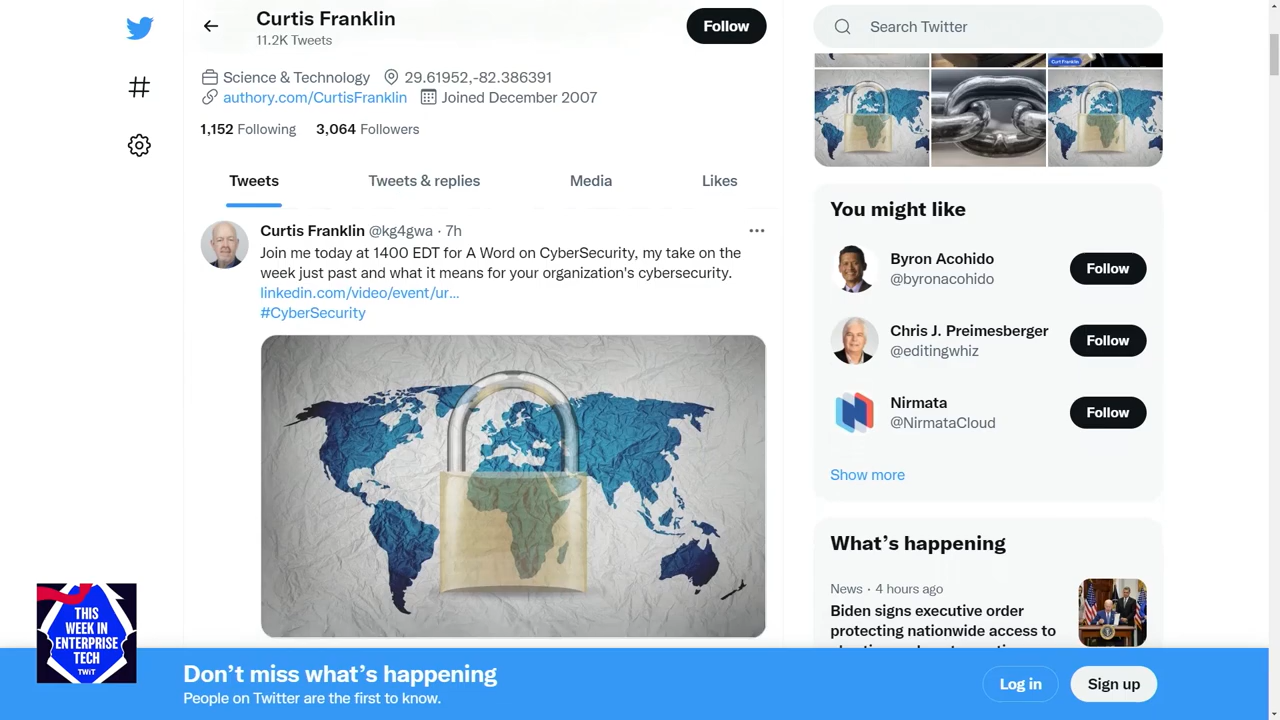 Curtis Franklin
11.2K Tweets
Follow
Search Twitter
Science & Technology
29.61952,-82.386391
authory.com/CurtisFranklin
Joined December 2007
1,152 Following
3,064 Followers
Tweets
Tweets & replies
Media
Likes
Curtis Franklin @kg4gwa · 7h
Join me today at 1400 EDT for A Word on CyberSecurity, my take on the
week just past and what it means for your organization's cybersecurity.
linkedin.com/video/event/ur...
#CyberSecurity
Curt Franklin
You might like
Byron Acohido
@byronacohido
Follow
Chris J. Preimesberger
@editingwhiz
Follow
Nirmata
@NirmataCloud
Follow
Show more
What's happening
News · 4 hours ago
Biden signs executive order
protecting nationwide access to
THIS
WEEK IN
ENTERPRISE
TECH
TWiT
Don't miss what's happening
People on Twitter are the first to know.
Log in
Sign up